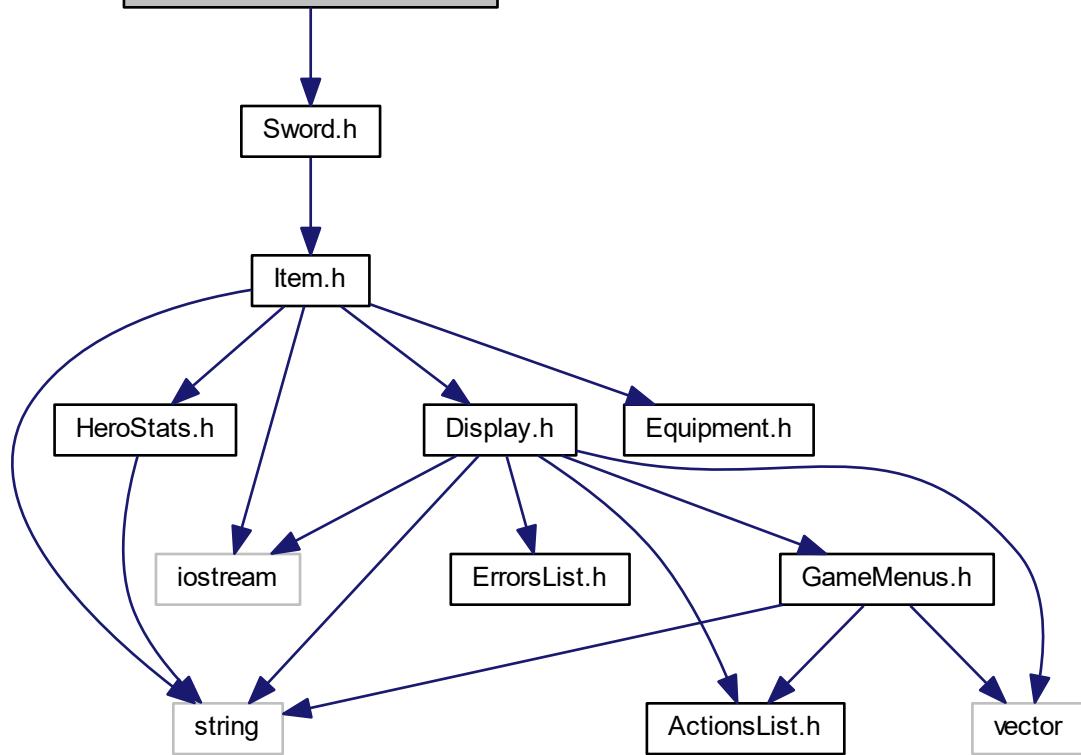 Sword.h
Item.h
HeroStats.h
Display.h
Equipment.h
iostream
ErrorsList.h
GameMenus.h
string
ActionsList.h
vector